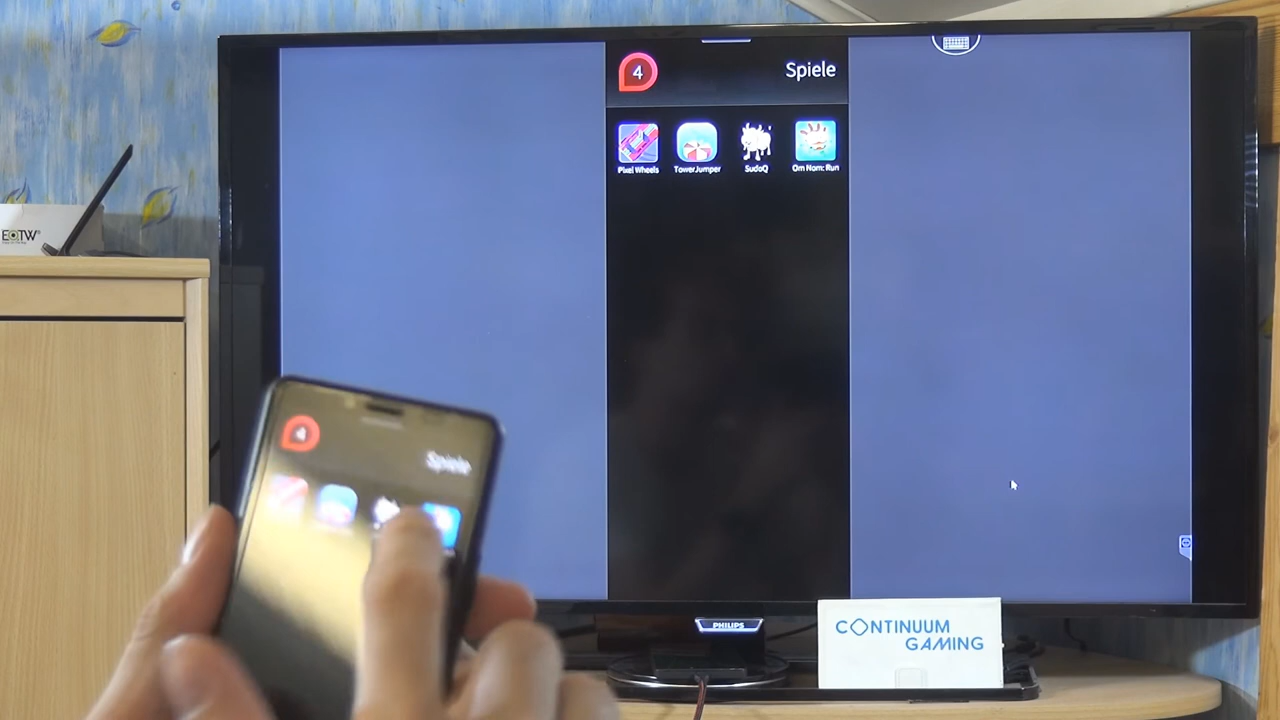 4
Spiele
Pixel Wheels
TowerJumper
SudoQ
Om Nom: Run
EOTW
4
Spiele
PHILIPS
CONTINUUM
GAMING